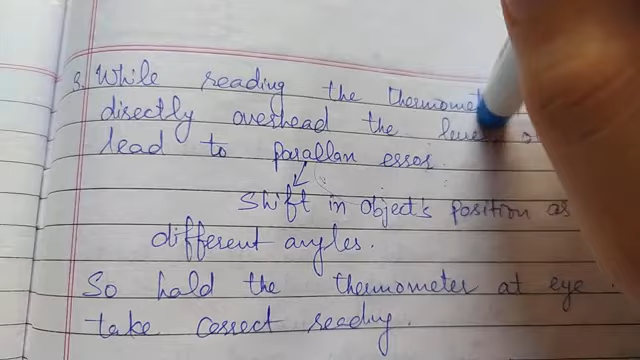 3. While reading the thermomet
directly overhead the leve
lead to parallax error.
Shift in object's position as
different angles.
So hold the thermometer at eye
take correct reading.